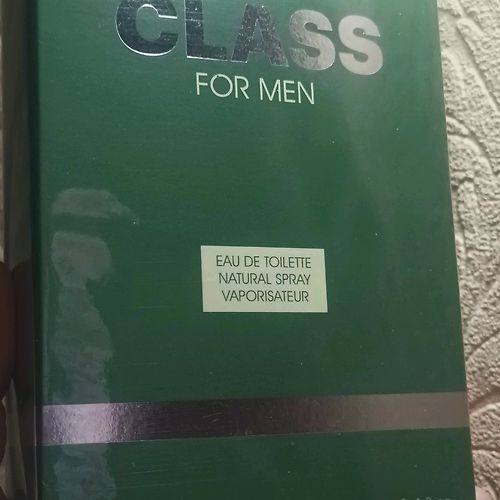 CLASS
FOR MEN
EAU DE TOILETTE
NATURAL SPRAY
VAPORISATEUR